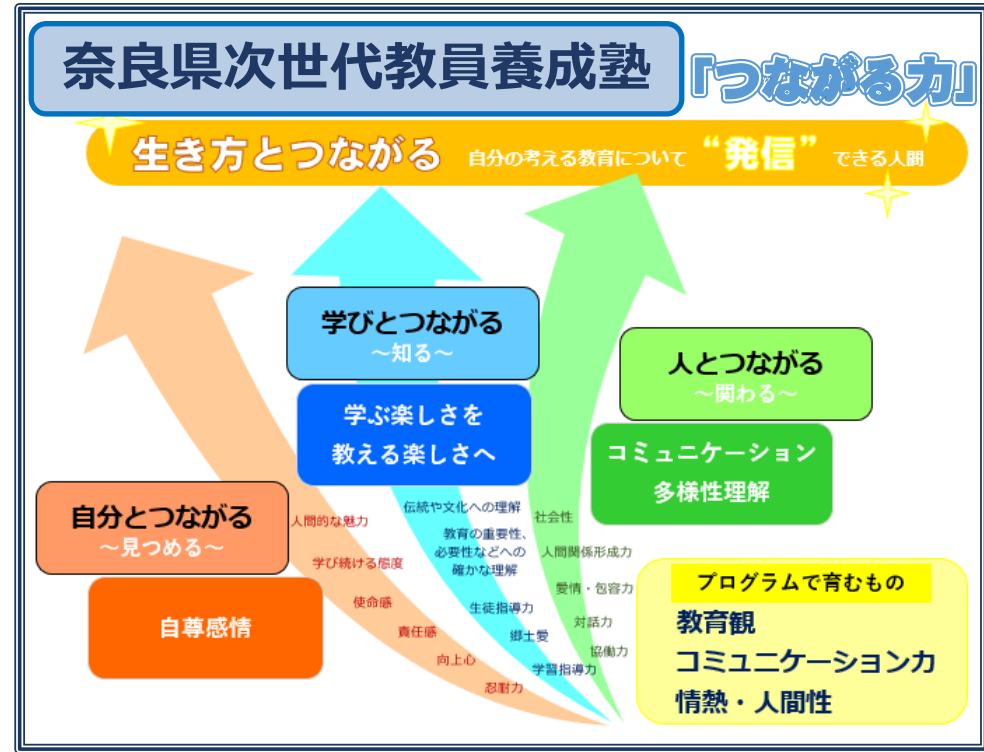 奈良県次世代教員養成塾 「つながる力」
生き方とつながる 自分の考える教育について “発信” できる人間
学びとつながる
～知る～
学ぶ楽しさを
教える楽しさへ
人とつながる
～関わる～
コミュニケーション
多様性理解
自分とつながる
～見つめる～
自尊感情
人間的な魅力
学び続ける態度
使命感
責任感
向上心
忍耐力
伝統や文化への理解
教育の重要性、
必要性などへの
確かな理解
生徒指導力
郷土愛
学習指導力
社会性
人間関係形成力
愛情・包容力
対話力
協働力
プログラムで育むもの
教育観
コミュニケーション力
情熱・人間性